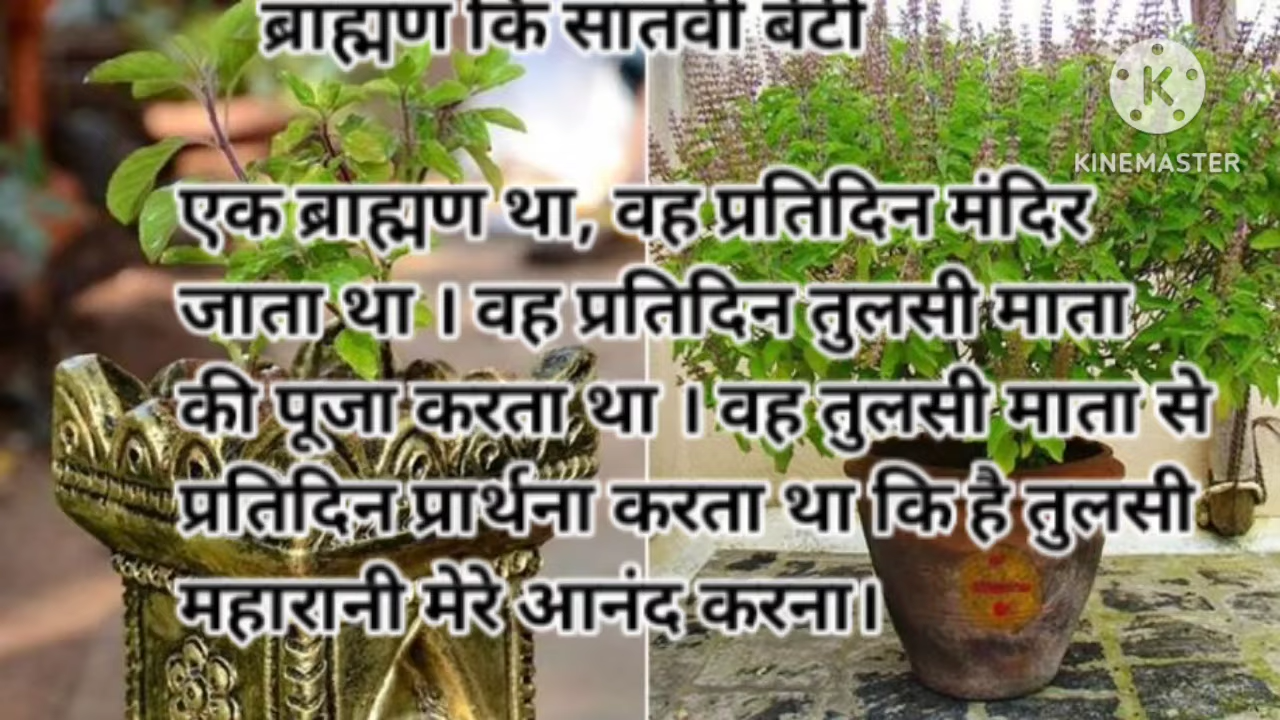 ब्राह्मण कि सातवी बेटी
KINEMASTER
एक ब्राह्मण था, वह प्रतिदिन मंदिर
जाता था । वह प्रतिदिन तुलसी माता
की पूजा करता था । वह तुलसी माता से
प्रतिदिन प्रार्थना करता था कि है तुलसी
महारानी मेरे आनंद करना।